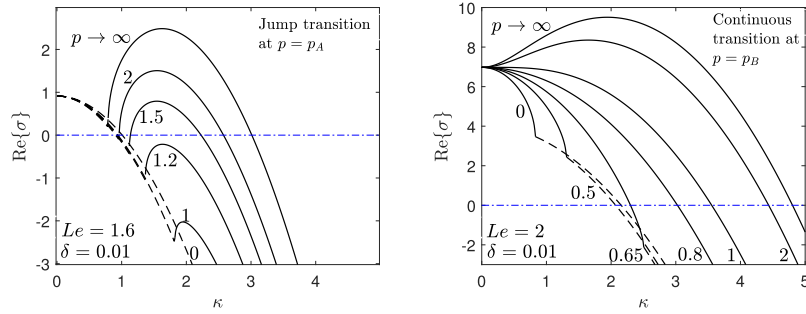 Jump transition
at p = p_A
p → ∞
2
1.5
1.2
1
0
Le = 1.6
δ = 0.01
Re{σ}
2
1
0
-1
-2
-3
0
1
2
3
4
κ
Continuous
transition at
p = p_B
p → ∞
0
0.5
0.65
0.8
1
2
Le = 2
δ = 0.01
Re{σ}
10
8
6
4
2
0
-2
0
1
2
3
4
5
κ